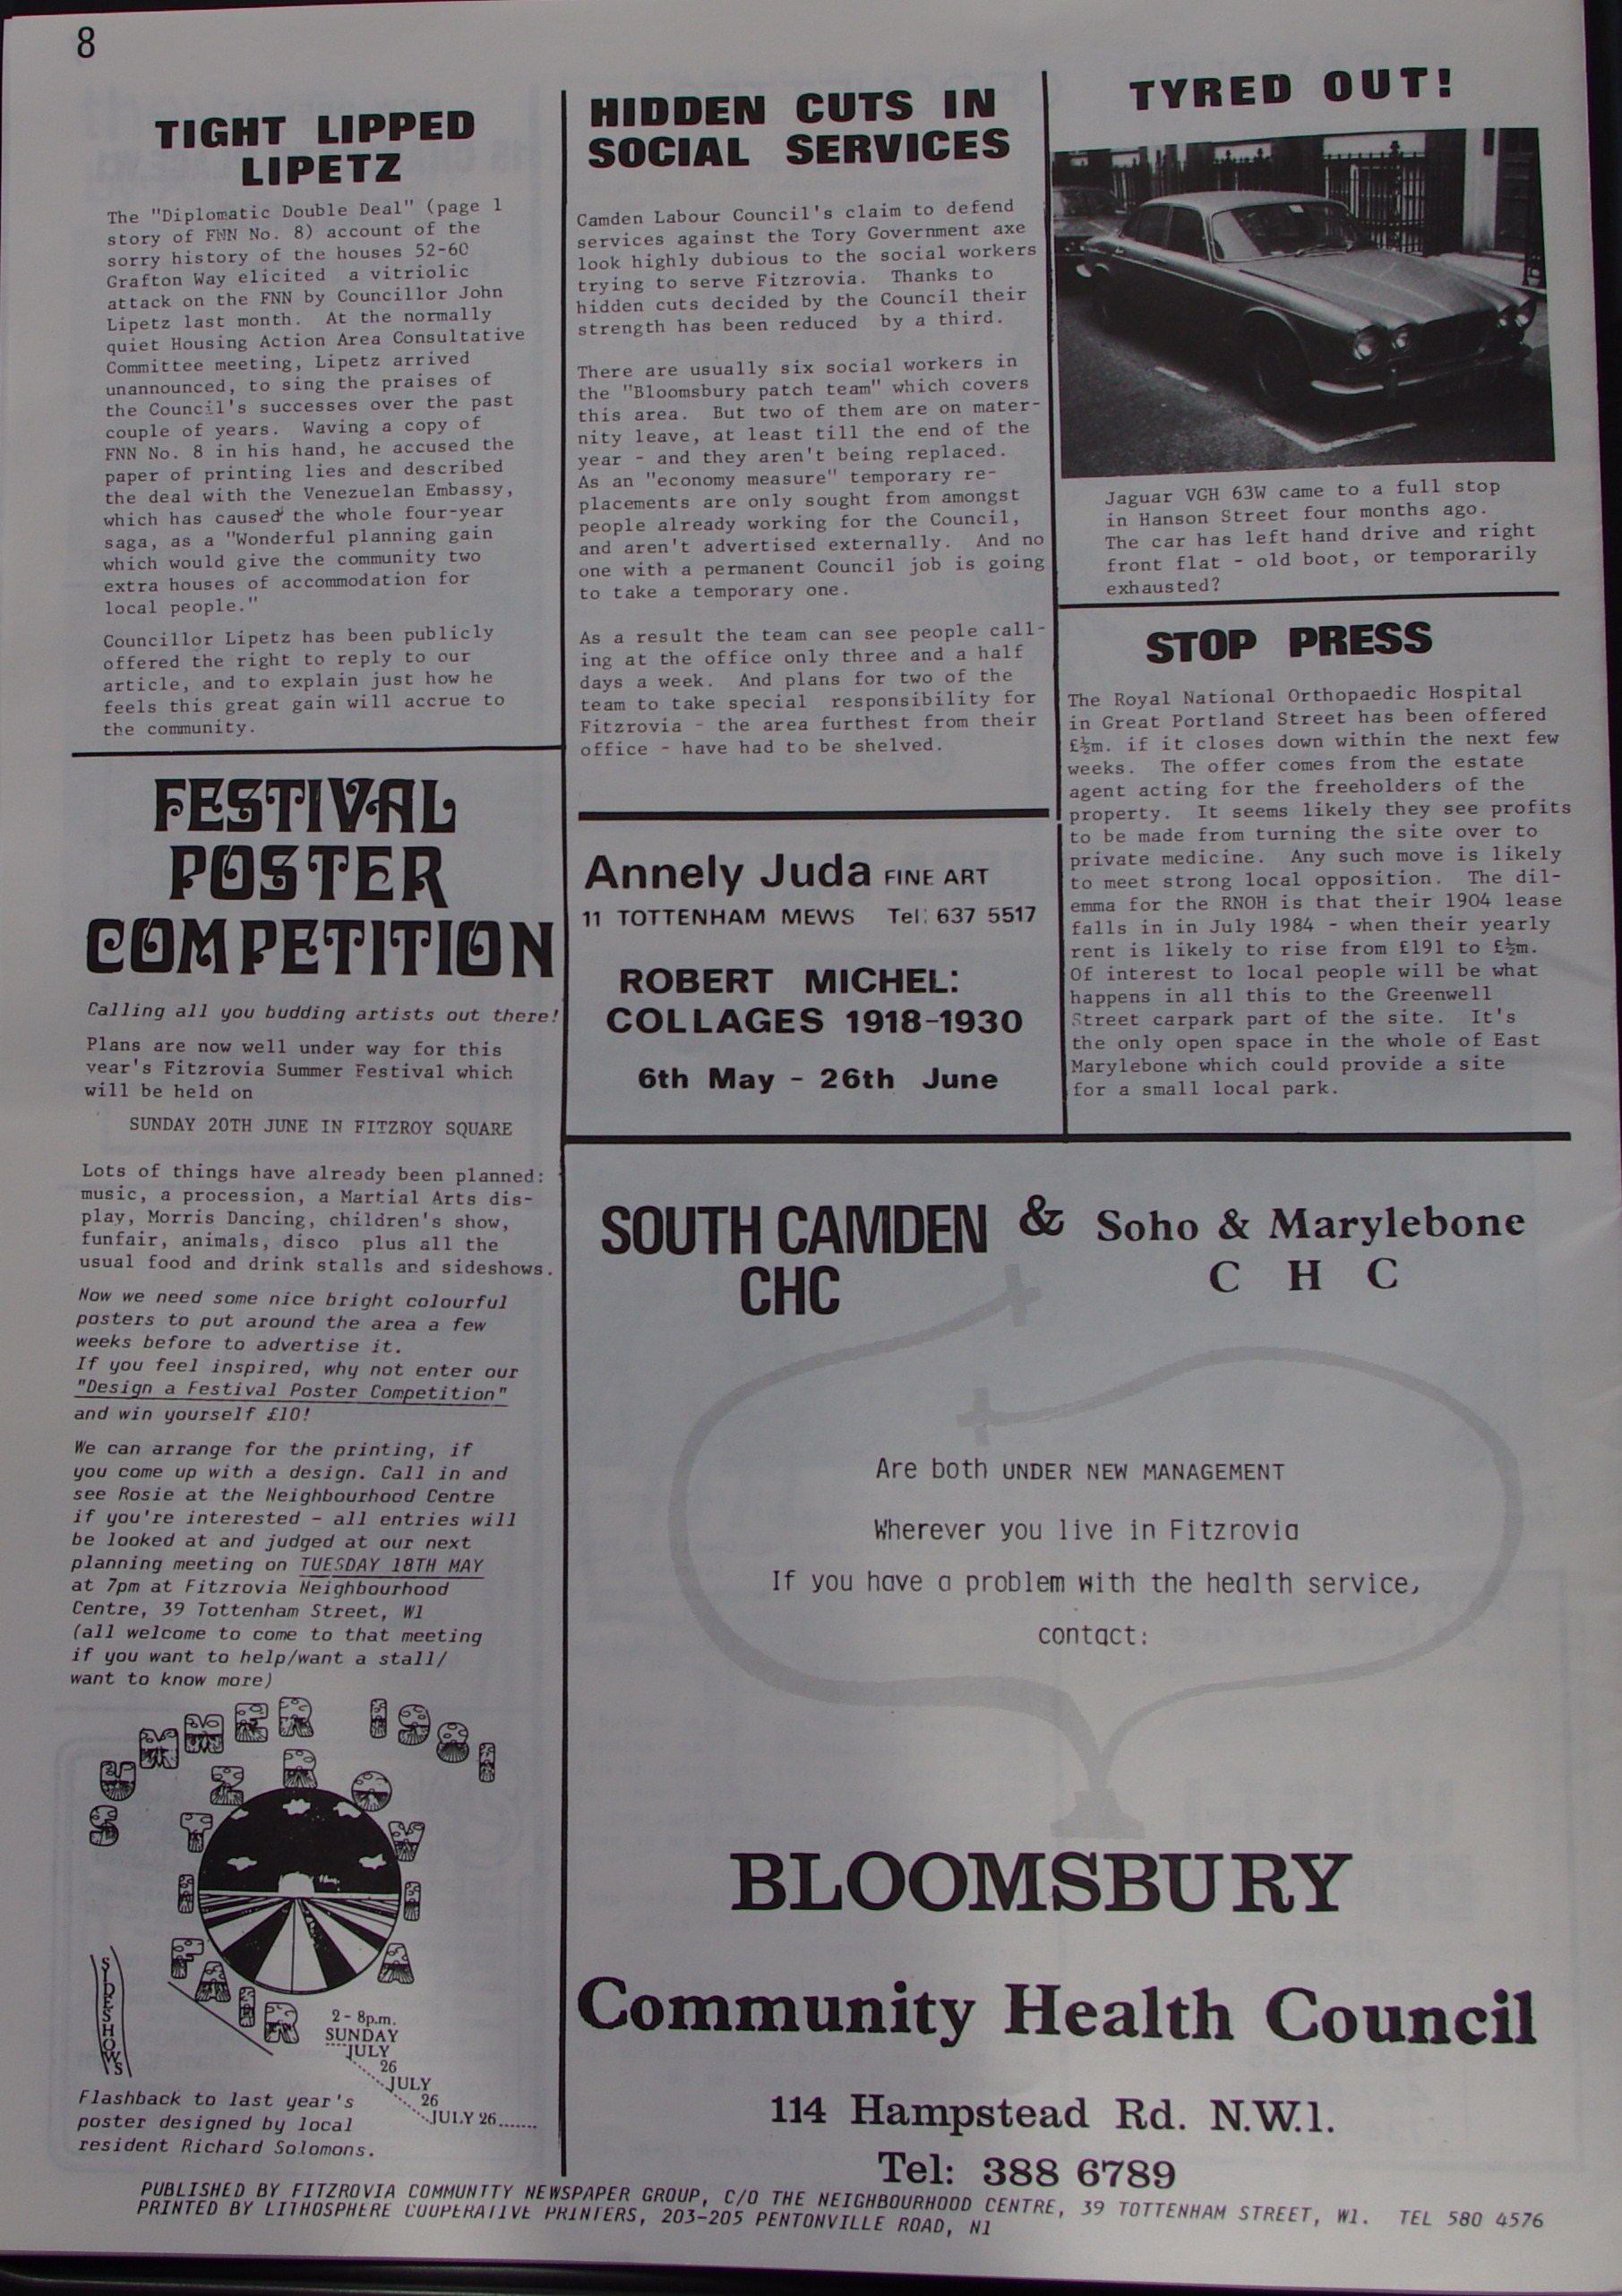 8
TIGHT LIPPED
LIPETZ
The "Diplomatic Double Deal" (page 1
story of FNN No. 8) account of the
sorry history of the houses 52-60
Grafton Way elicited a vitriolic
attack on the FNN by Councillor John
Lipetz last month. At the normally
quiet Housing Action Area Consultative
Committee meeting, Lipetz arrived
unannounced, to sing the praises of
the Council's successes over the past
couple of years. Waving a copy of
FNN No. 8 in his hand, he accused the
paper of printing lies and described
the deal with the Venezuelan Embassy,
which has caused the whole four-year
saga, as a "Wonderful planning gain
which would give the community two
extra houses of accommodation for
local people."
Councillor Lipetz has been publicly
offered the right to reply to our
article, and to explain just how he
feels this great gain will accrue to
the community.
FESTIVAL
POSTER
COMPETITION
Calling all you budding artists out there!
Plans are now well under way for this
year's Fitzrovia Summer Festival which
will be held on
SUNDAY 20TH JUNE IN FITZROY SQUARE
Lots of things have already been planned:
music, a procession, a Martial Arts dis-
play, Morris Dancing, children's show,
funfair, animals, disco plus all the
usual food and drink stalls and sideshows.
Now we need some nice bright colourful
posters to put around the area a few
weeks before to advertise it.
If you feel inspired, why not enter our
"Design a Festival Poster Competition"
and win yourself £10!
We can arrange for the printing, if
you come up with a design. Call in and
see Rosie at the Neighbourhood Centre
if you're interested - all entries will
be looked at and judged at our next
planning meeting on TUESDAY 18TH MAY
at 7pm at Fitzrovia Neighbourhood
Centre, 39 Tottenham Street, W1
(all welcome to come to that meeting
if you want to help/want a stall/
want to know more)
SUMMER 1981
FITZROVIA
FAIR
SIDESHOWS
2 - 8p.m.
SUNDAY
JULY
26
JULY
26
JULY 26.......
Flashback to last year's
poster designed by local
resident Richard Solomons.
HIDDEN CUTS IN
SOCIAL SERVICES
Camden Labour Council's claim to defend
services against the Tory Government axe
look highly dubious to the social workers
trying to serve Fitzrovia. Thanks to
hidden cuts decided by the Council their
strength has been reduced by a third.
There are usually six social workers in
the "Bloomsbury patch team" which covers
this area. But two of them are on mater-
nity leave, at least till the end of the
year - and they aren't being replaced.
As an "economy measure" temporary re-
placements are only sought from amongst
people already working for the Council,
and aren't advertised externally. And no
one with a permanent Council job is going
to take a temporary one.
As a result the team can see people call-
ing at the office only three and a half
days a week. And plans for two of the
team to take special responsibility for
Fitzrovia - the area furthest from their
office - have had to be shelved.
Annely Juda FINE ART
11 TOTTENHAM MEWS Tel: 637 5517
ROBERT MICHEL:
COLLAGES 1918-1930
6th May - 26th June
TYRED OUT!
Jaguar VGH 63W came to a full stop
in Hanson Street four months ago.
The car has left hand drive and right
front flat - old boot, or temporarily
exhausted?
STOP PRESS
The Royal National Orthopaedic Hospital
in Great Portland Street has been offered
£½m. if it closes down within the next few
weeks. The offer comes from the estate
agent acting for the freeholders of the
property. It seems likely they see profits
to be made from turning the site over to
private medicine. Any such move is likely
to meet strong local opposition. The dil-
emma for the RNOH is that their 1904 lease
falls in in July 1984 - when their yearly
rent is likely to rise from £191 to £½m.
Of interest to local people will be what
happens in all this to the Greenwell
Street carpark part of the site. It's
the only open space in the whole of East
Marylebone which could provide a site
for a small local park.
SOUTH CAMDEN & Soho & Marylebone
CHC C H C
Are both UNDER NEW MANAGEMENT
Wherever you live in Fitzrovia
If you have a problem with the health service,
contact:
BLOOMSBURY
Community Health Council
114 Hampstead Rd. N.W.1.
Tel: 388 6789
PUBLISHED BY FITZROVIA COMMUNTTY NEWSPAPER GROUP, C/O THE NEIGHBOURHOOD CENTRE, 39 TOTTENHAM STREET, W1. TEL 580 4576
PRINTED BY LITHOSPHERE COOPERATIVE PRINTERS, 203-205 PENTONVILLE ROAD, N1